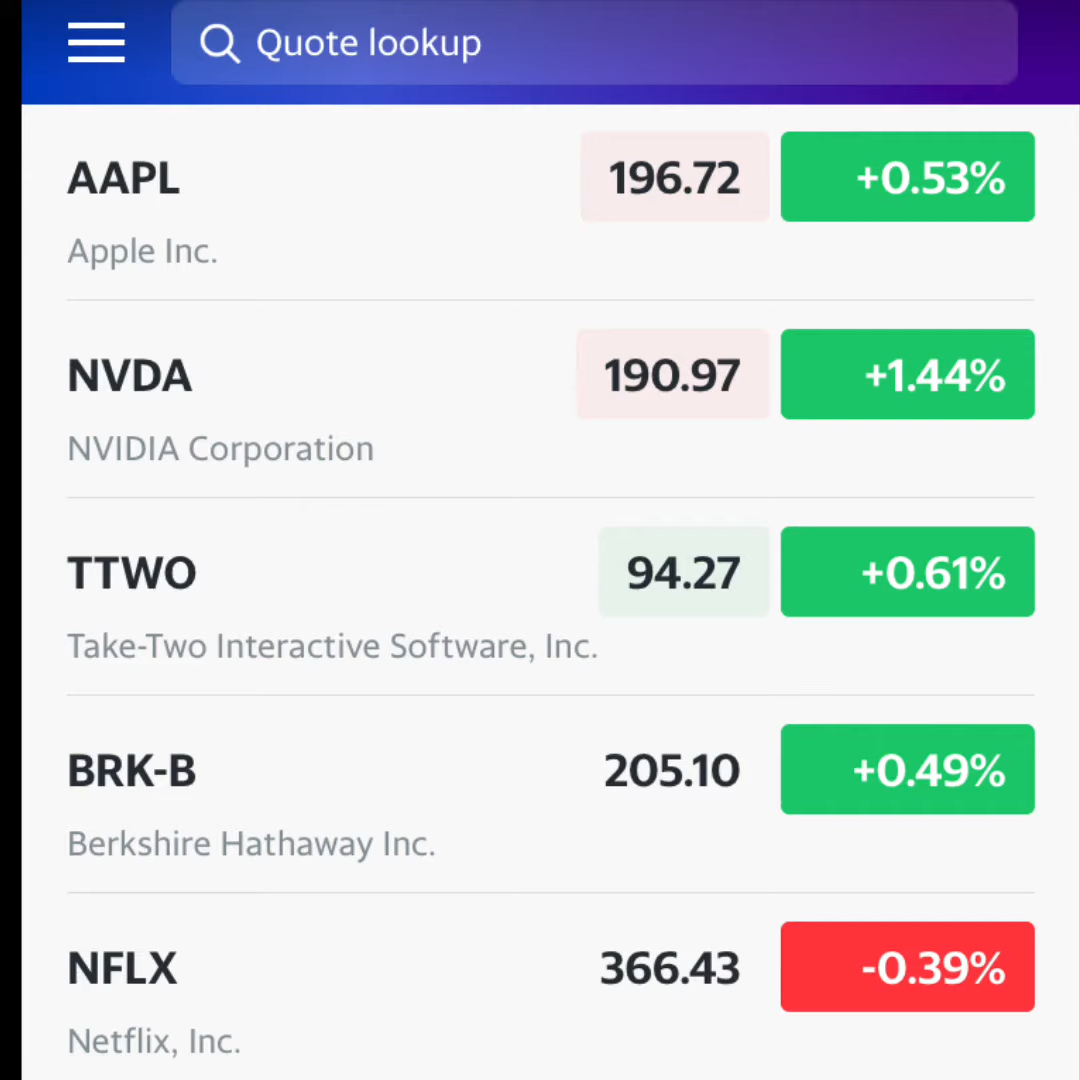 Quote lookup
AAPL 196.72 +0.53%
Apple Inc.
NVDA 190.97 +1.44%
NVIDIA Corporation
TTWO 94.27 +0.61%
Take-Two Interactive Software, Inc.
BRK-B 205.10 +0.49%
Berkshire Hathaway Inc.
NFLX 366.43 -0.39%
Netflix, Inc.